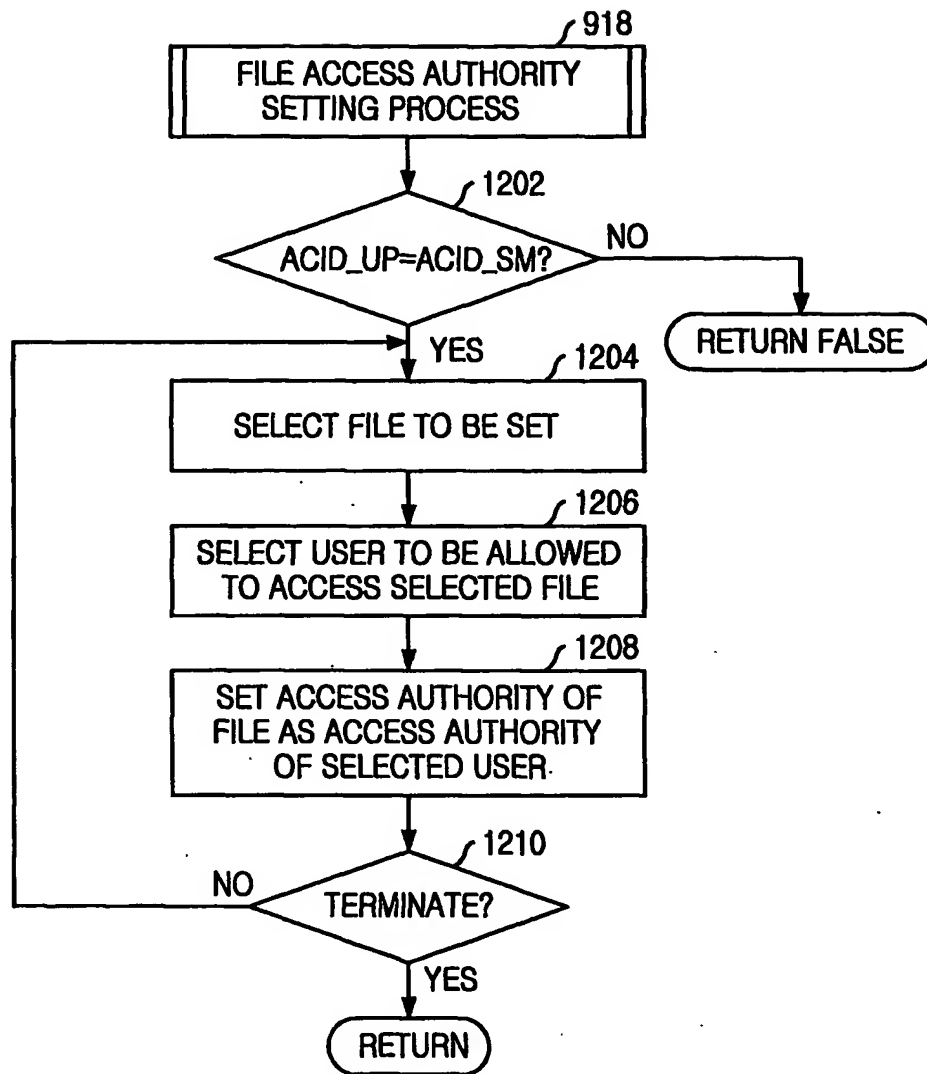 918
FILE ACCESS AUTHORITY
SETTING PROCESS
1202
ACID_UP=ACID_SM?
NO
RETURN FALSE
YES
1204
SELECT FILE TO BE SET
1206
SELECT USER TO BE ALLOWED
TO ACCESS SELECTED FILE
1208
SET ACCESS AUTHORITY OF
FILE AS ACCESS AUTHORITY
OF SELECTED USER
1210
NO
TERMINATE?
YES
RETURN